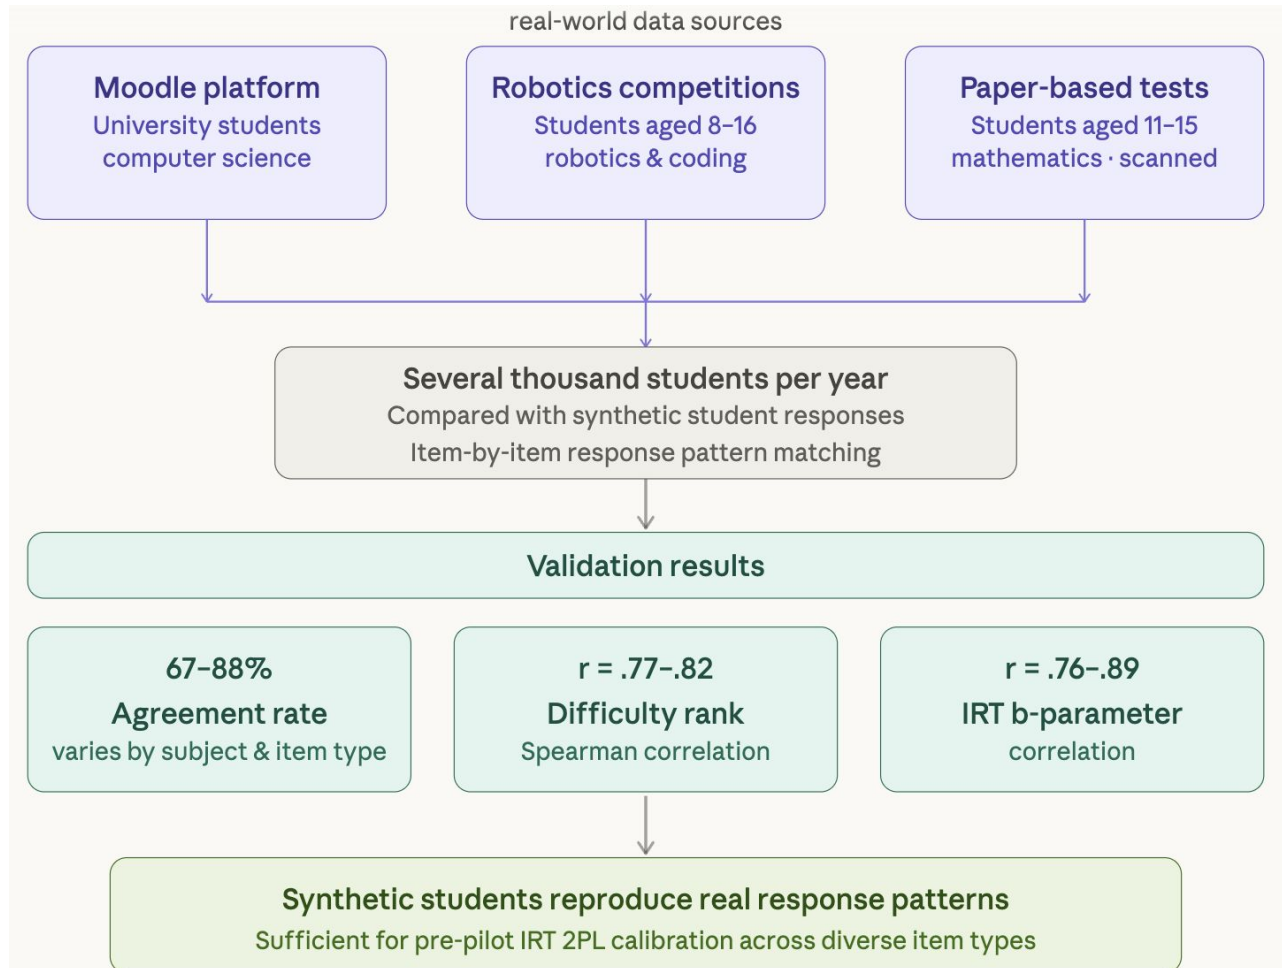 real-world data sources
Moodle platform
University students
computer science
Robotics competitions
Students aged 8–16
robotics & coding
Paper-based tests
Students aged 11–15
mathematics · scanned
Several thousand students per year
Compared with synthetic student responses
Item-by-item response pattern matching
Validation results
67–88%
Agreement rate
varies by subject & item type
r = .77–.82
Difficulty rank
Spearman correlation
r = .76–.89
IRT b-parameter
correlation
Synthetic students reproduce real response patterns
Sufficient for pre-pilot IRT 2PL calibration across diverse item types